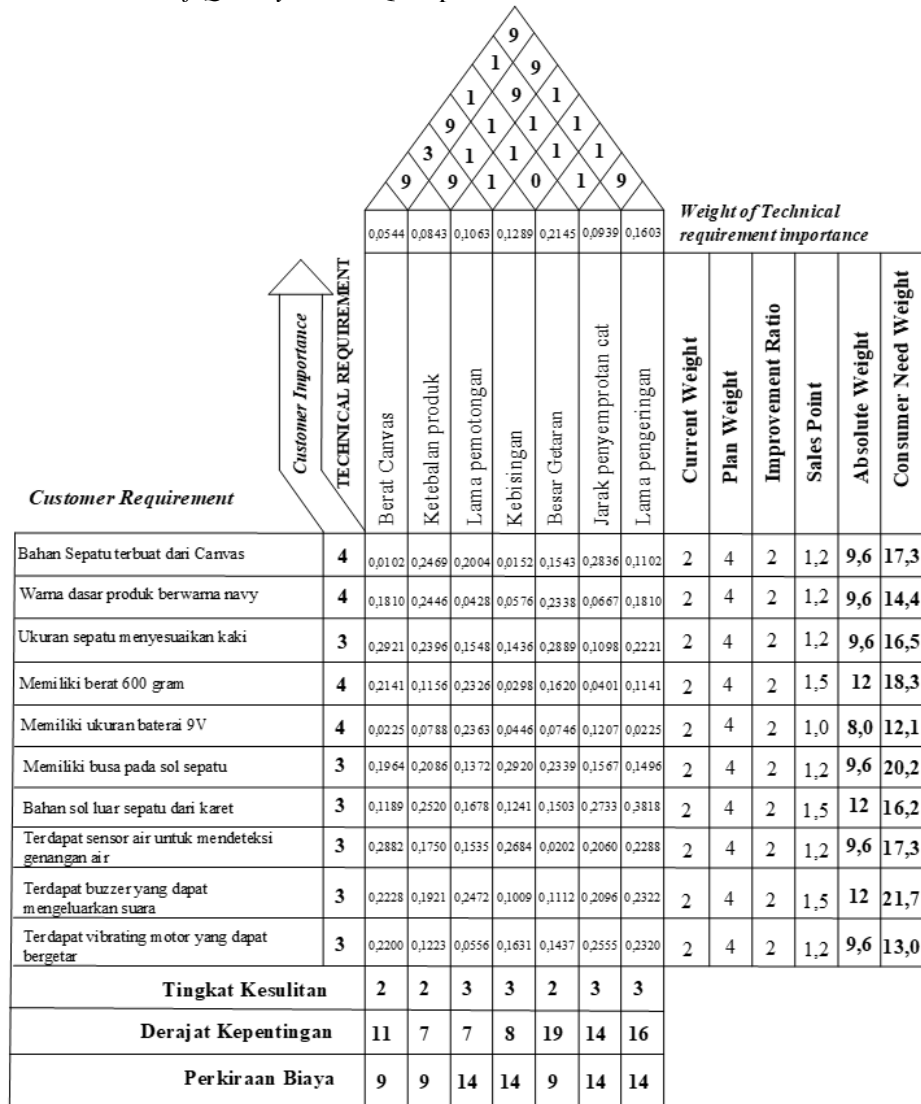 9
1 9
1 9 1
9 1 1 1
3 1 1 1 1
9 9 1 0 1 9
Weight of Technical
requirement importance
0,0544 0,0843 0,1063 0,1289 0,2145 0,0939 0,1603
Customer Importance
TECHNICAL REQUIREMENT
Berat Canvas
Ketebalan produk
Lama pemotongan
Kebisingan
Besar Getaran
Jarak penyemprotan cat
Lama pengeringan
Current Weight
Plan Weight
Improvement Ratio
Sales Point
Absolute Weight
Consumer Need Weight
Customer Requirement
Bahan Sepatu terbuat dari Canvas 4 0,0102 0,2469 0,2004 0,0152 0,1543 0,2836 0,1102 2 4 2 1,2 9,6 17,3
Warna dasar produk berwarna navy 4 0,1810 0,2446 0,0428 0,0576 0,2338 0,0667 0,1810 2 4 2 1,2 9,6 14,4
Ukuran sepatu menyesuaikan kaki 3 0,2921 0,2396 0,1548 0,1436 0,2889 0,1098 0,2221 2 4 2 1,2 9,6 16,5
Memiliki berat 600 gram 4 0,2141 0,1156 0,2326 0,0298 0,1620 0,0401 0,1141 2 4 2 1,5 12 18,3
Memiliki ukuran baterai 9V 4 0,0225 0,0788 0,2363 0,0446 0,0746 0,1207 0,0225 2 4 2 1,0 8,0 12,1
Memiliki busa pada sol sepatu 3 0,1964 0,2086 0,1372 0,2920 0,2339 0,1567 0,1496 2 4 2 1,2 9,6 20,2
Bahan sol luar sepatu dari karet 3 0,1189 0,2520 0,1678 0,1241 0,1503 0,2733 0,3818 2 4 2 1,5 12 16,2
Terdapat sensor air untuk mendeteksi
genangan air 3 0,2882 0,1750 0,1535 0,2684 0,0202 0,2060 0,2288 2 4 2 1,2 9,6 17,3
Terdapat buzzer yang dapat
mengeluarkan suara 3 0,2228 0,1921 0,2472 0,1009 0,1112 0,2096 0,2322 2 4 2 1,5 12 21,7
Terdapat vibrating motor yang dapat
bergetar 3 0,2200 0,1223 0,0556 0,1631 0,1437 0,2555 0,2320 2 4 2 1,2 9,6 13,0
Tingkat Kesulitan 2 2 3 3 2 3 3
Derajat Kepentingan 11 7 7 8 19 14 16
Perkiraan Biaya 9 9 14 14 9 14 14